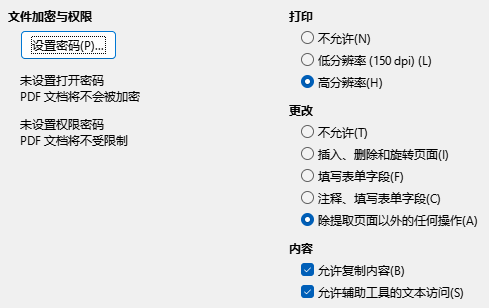 文件加密与权限
设置密码(P)...
未设置打开密码
PDF 文档将不会被加密
未设置权限密码
PDF 文档将不受限制
打印
不允许(N)
低分辨率 (150 dpi) (L)
高分辨率(H)
更改
不允许(T)
插入、删除和旋转页面(I)
填写表单字段(F)
注释、填写表单字段(C)
除提取页面以外的任何操作(A)
内容
允许复制内容(B)
允许辅助工具的文本访问(S)